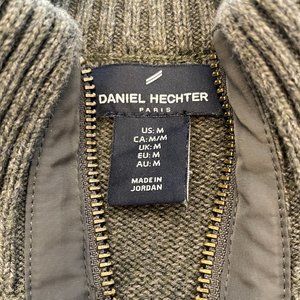 DANIEL HECHTER
PARIS
US: M
CA: M/M
UK: M
EU: M
AU: M
MADE IN
JORDAN